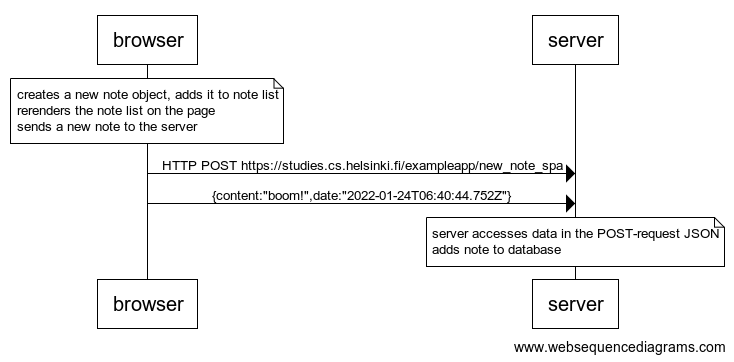 browser
server
creates a new note object, adds it to note list
rerenders the note list on the page
sends a new note to the server
HTTP POST https://studies.cs.helsinki.fi/exampleapp/new_note_spa
{content:"boom!",date:"2022-01-24T06:40:44.752Z"}
server accesses data in the POST-request JSON
adds note to database
browser
server
www.websequencediagrams.com